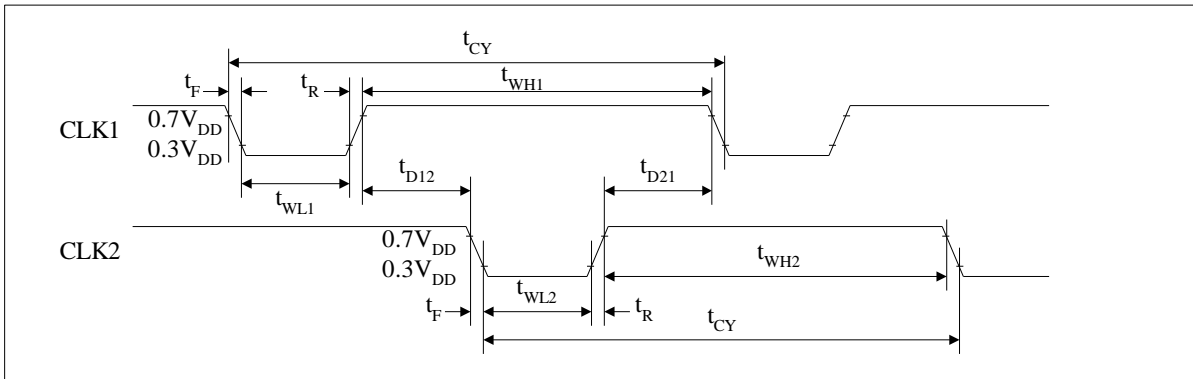 tCY
tF tR tWH1
CLK1 0.7VDD
0.3VDD
tD12 tD21
tWL1
CLK2 0.7VDD
0.3VDD tWH2
tWL2
tF tR
tCY